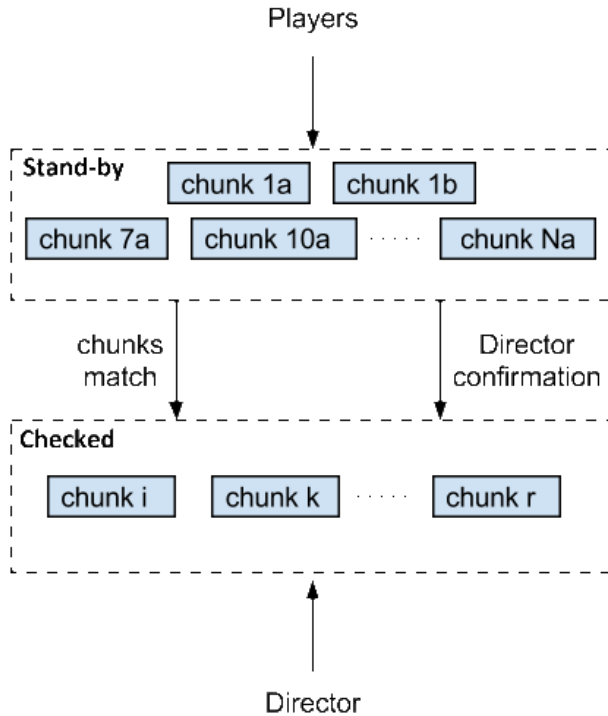 Players
Stand-by
chunk 1a chunk 1b
chunk 7a chunk 10a ..... chunk Na
chunks
match
Director
confirmation
Checked
chunk i chunk k ..... chunk r
Director